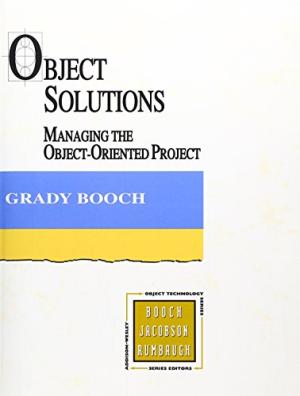 OBJECT
SOLUTIONS
MANAGING THE
OBJECT-ORIENTED PROJECT
GRADY BOOCH
OBJECT TECHNOLOGY
SERIES
ADDISON-WESLEY
BOOCH
JACOBSON
RUMBAUGH
SERIES EDITORS